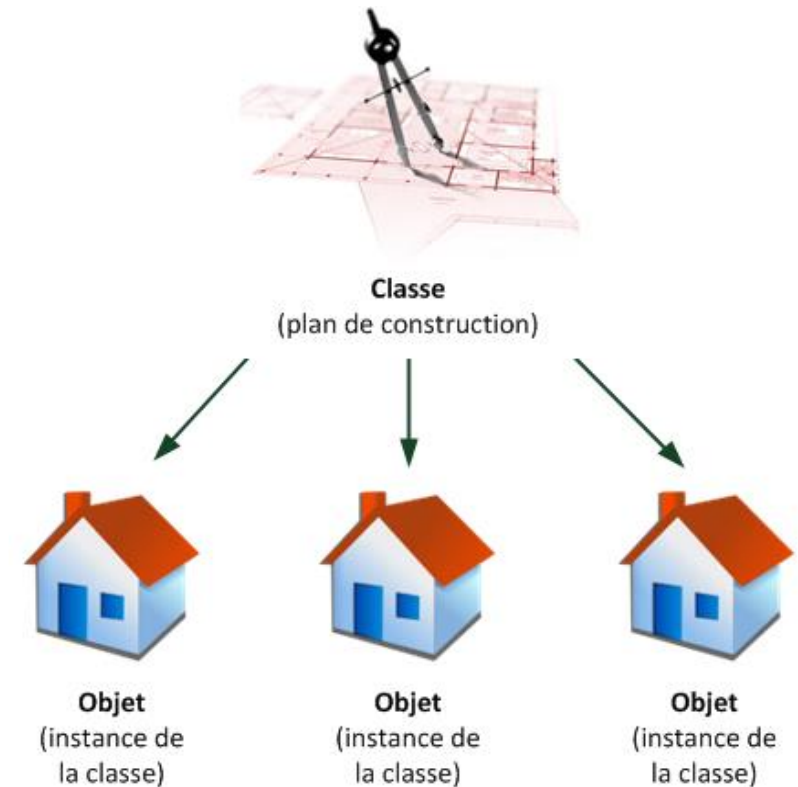 Classe
(plan de construction)
Objet
(instance de
la classe)
Objet
(instance de
la classe)
Objet
(instance de
la classe)